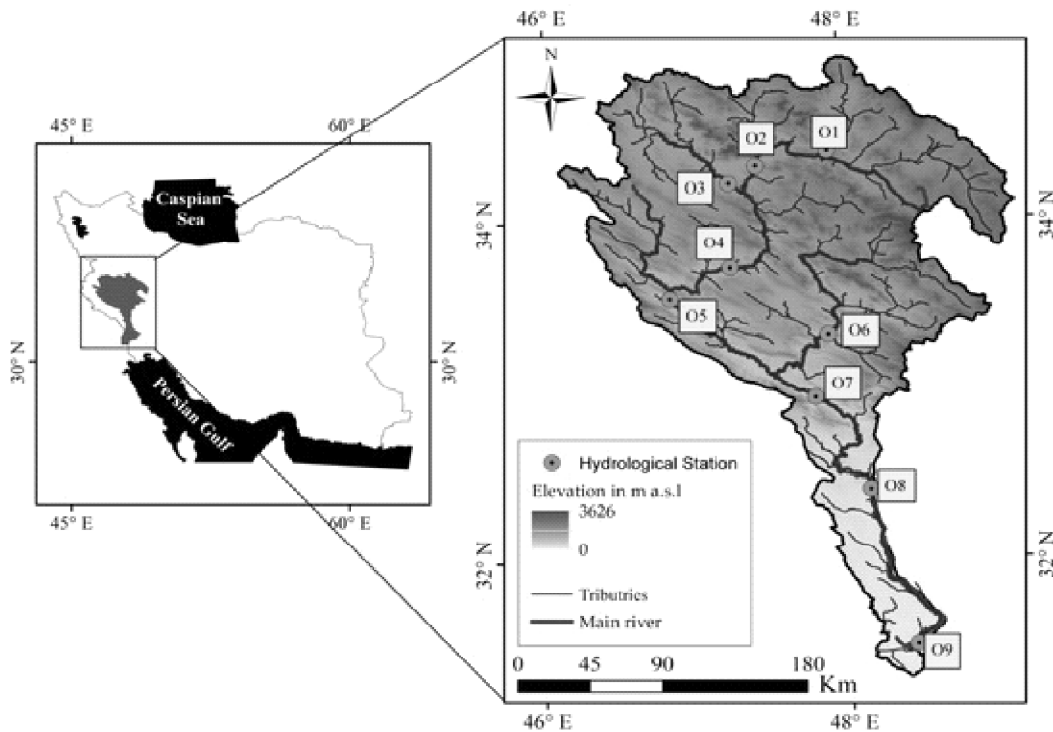 45° E
60° E
Caspian
Sea
30° N
30° N
Persian Gulf
45° E
60° E
46° E
48° E
N
O1
O2
O3
O4
O5
O6
O7
O8
O9
34° N
34° N
32° N
32° N
Hydrological Station
Elevation in m a.s.l
3626
0
Tributrics
Main river
0 45 90 180
Km
46° E
48° E